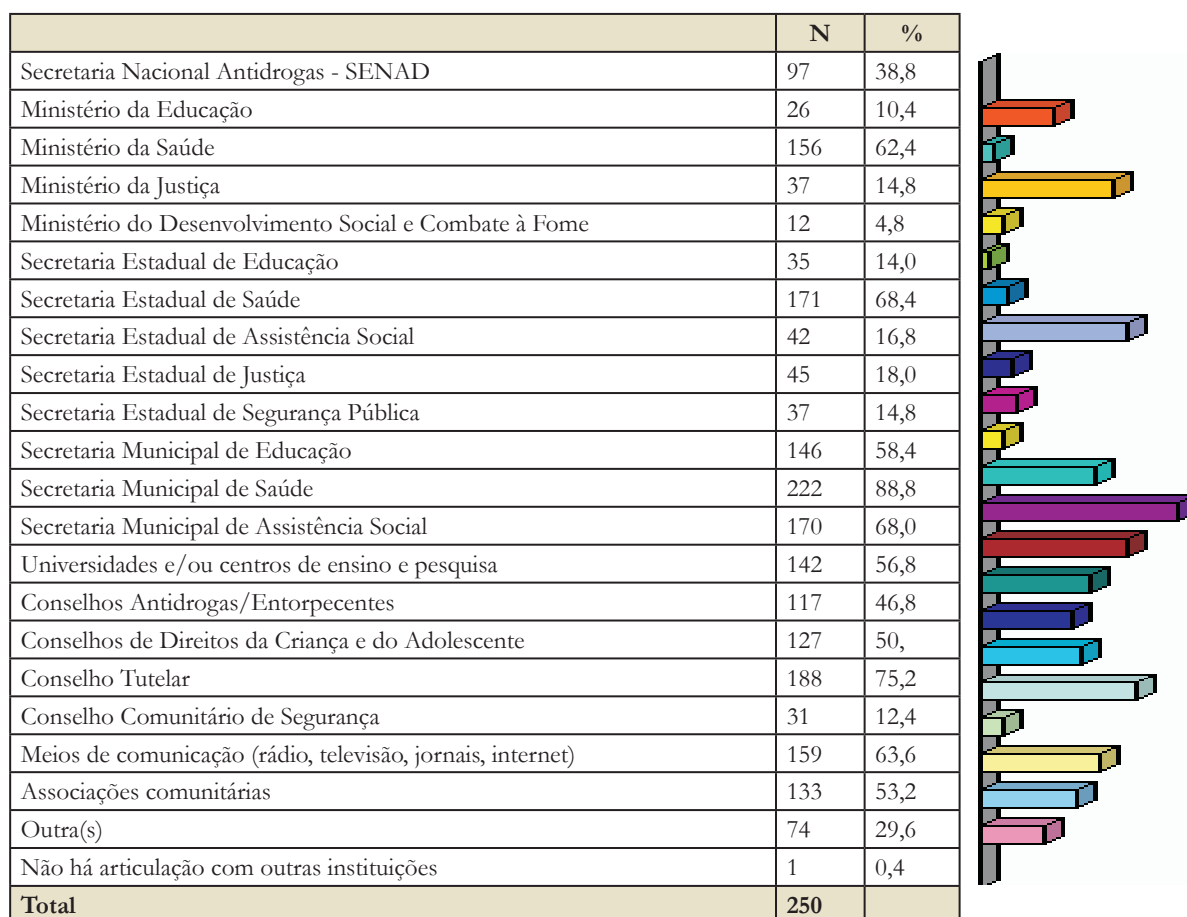 N %
Secretaria Nacional Antidrogas - SENAD 97 38,8
Ministério da Educação 26 10,4
Ministério da Saúde 156 62,4
Ministério da Justiça 37 14,8
Ministério do Desenvolvimento Social e Combate à Fome 12 4,8
Secretaria Estadual de Educação 35 14,0
Secretaria Estadual de Saúde 171 68,4
Secretaria Estadual de Assistência Social 42 16,8
Secretaria Estadual de Justiça 45 18,0
Secretaria Estadual de Segurança Pública 37 14,8
Secretaria Municipal de Educação 146 58,4
Secretaria Municipal de Saúde 222 88,8
Secretaria Municipal de Assistência Social 170 68,0
Universidades e/ou centros de ensino e pesquisa 142 56,8
Conselhos Antidrogas/Entorpecentes 117 46,8
Conselhos de Direitos da Criança e do Adolescente 127 50,
Conselho Tutelar 188 75,2
Conselho Comunitário de Segurança 31 12,4
Meios de comunicação (rádio, televisão, jornais, internet) 159 63,6
Associações comunitárias 133 53,2
Outra(s) 74 29,6
Não há articulação com outras instituições 1 0,4
Total 250